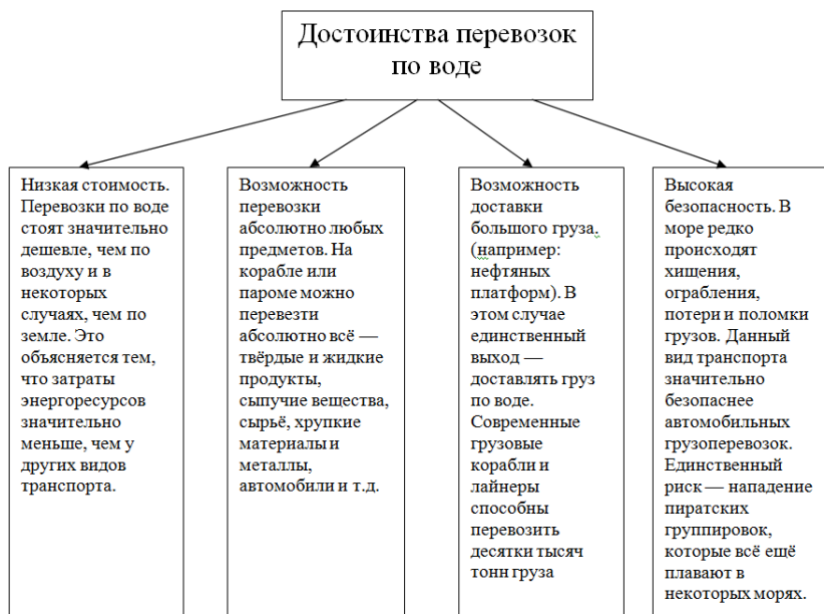 Достоинства перевозок
по воде
Низкая стоимость.
Перевозки по воде
стоят значительно
дешевле, чем по
воздуху и в
некоторых
случаях, чем по
земле. Это
объясняется тем,
что затраты
энергоресурсов
значительно
меньше, чем у
других видов
транспорта.
Возможность
перевозки
абсолютно любых
предметов. На
корабле или
пароме можно
перевезти
абсолютно всё —
твёрдые и жидкие
продукты,
сыпучие вещества,
сырьё, хрупкие
материалы и
металлы,
автомобили и т.д.
Возможность
доставки
большого груза.
(например:
нефтяных
платформ). В
этом случае
единственный
выход —
доставлять груз
по воде.
Современные
грузовые
корабли и
лайнеры
способны
перевозить
десятки тысяч
тонн груза
Высокая
безопасность. В
море редко
происходят
хищения,
ограбления,
потери и поломки
грузов. Данный
вид транспорта
значительно
безопаснее
автомобильных
грузоперевозок.
Единственный
риск — нападение
пиратских
группировок,
которые всё ещё
плавают в
некоторых морях.